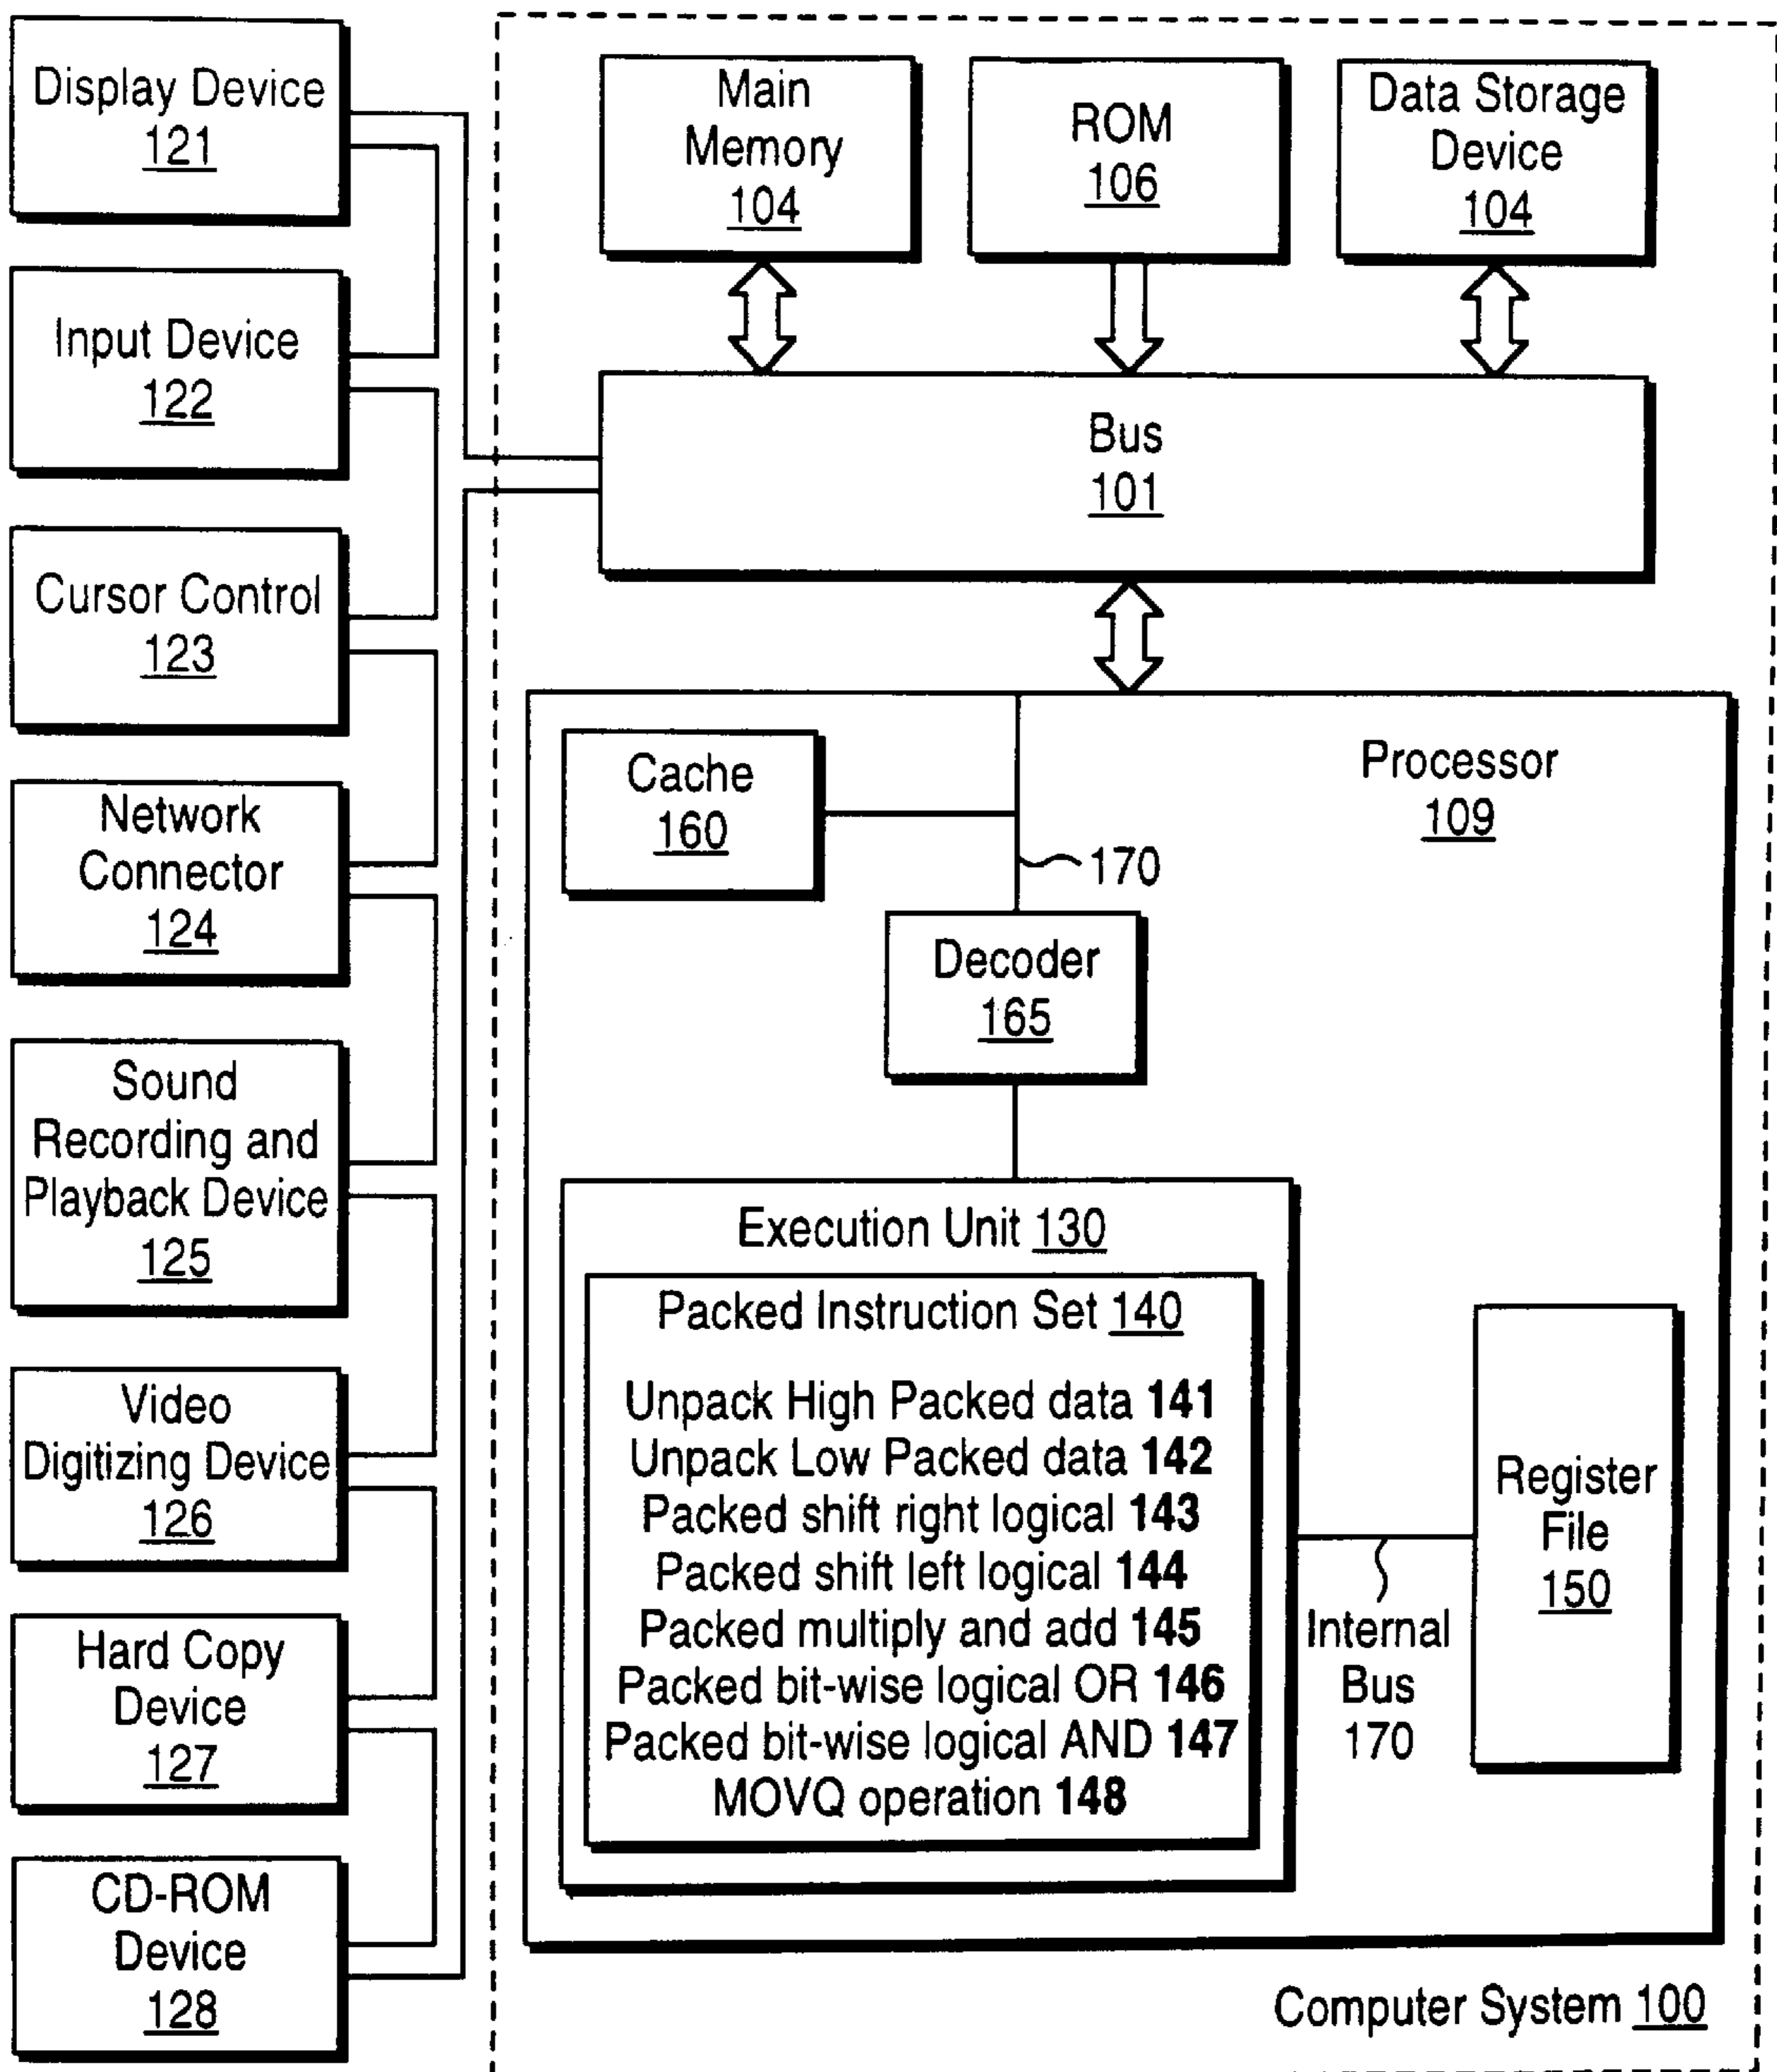 Display Device
121
Input Device
122
Cursor Control
123
Network
Connector
124
Sound
Recording and
Playback Device
125
Video
Digitizing Device
126
Hard Copy
Device
127
CD-ROM
Device
128
Main
Memory
104
ROM
106
Data Storage
Device
104
Bus
101
Processor
109
Cache
160
170
Decoder
165
Execution Unit 130
Packed Instruction Set 140
Unpack High Packed data 141
Unpack Low Packed data 142
Packed shift right logical 143
Packed shift left logical 144
Packed multiply and add 145
Packed bit-wise logical OR 146
Packed bit-wise logical AND 147
MOVQ operation 148
Internal
Bus
170
Register
File
150
Computer System 100